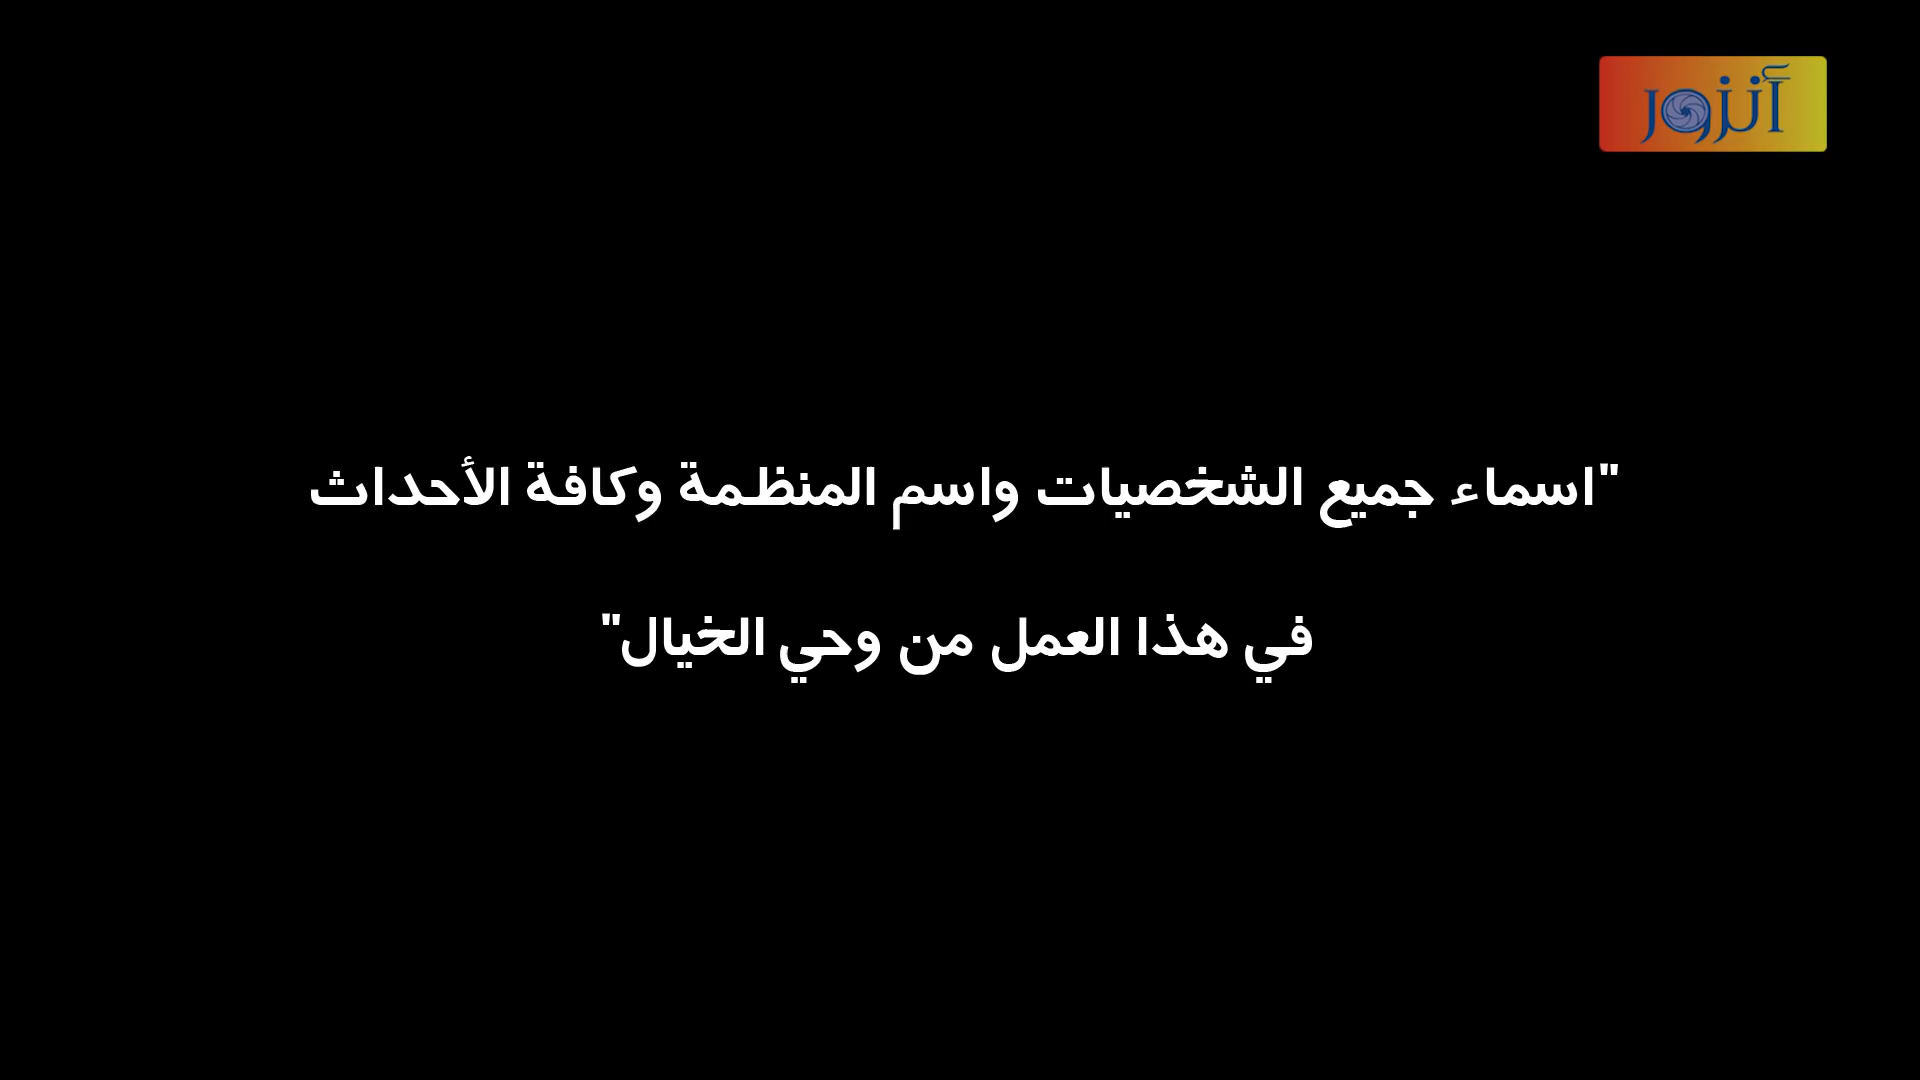 أنزور
"اسماء جميع الشخصيات واسم المنظمة وكافة الأحداث
في هذا العمل من وحي الخيال"